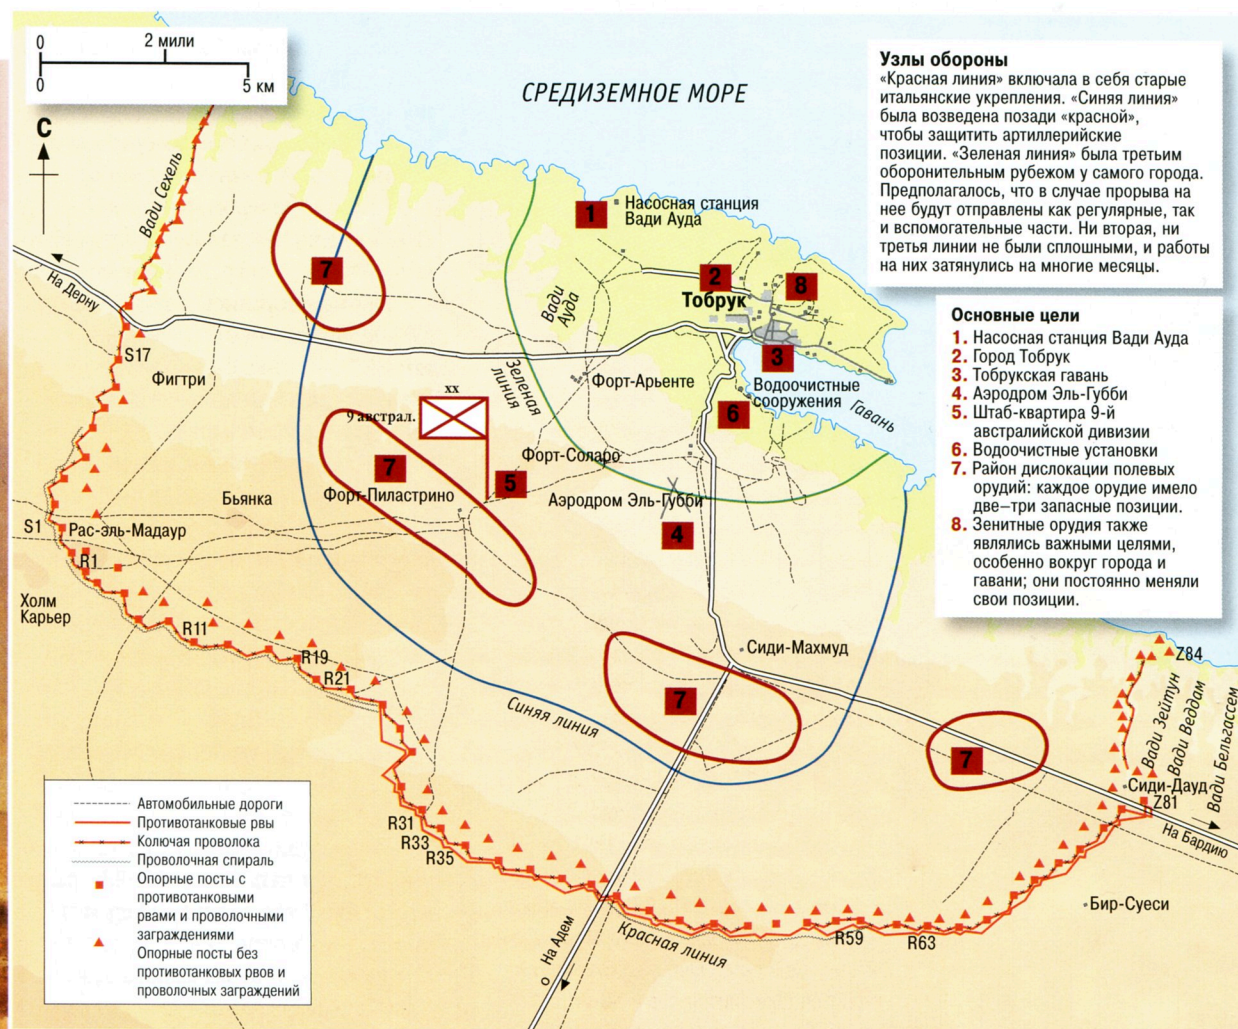 0
2 мили
0
5 км
С
СРЕДИЗЕМНОЕ МОРЕ
Узлы обороны
«Красная линия» включала в себя старые
итальянские укрепления. «Синяя линия»
была возведена позади «красной»,
чтобы защитить артиллерийские
позиции. «Зеленая линия» была третьим
оборонительным рубежом у самого города.
Предполагалось, что в случае прорыва на
нее будут отправлены как регулярные, так
и вспомогательные части. Ни вторая, ни
третья линии не были сплошными, и работы
на них затянулись на многие месяцы.
Основные цели
1. Насосная станция Вади Ауда
2. Город Тобрук
3. Тобрукская гавань
4. Аэродром Эль-Губби
5. Штаб-квартира 9-й
австралийской дивизии
6. Водоочистные установки
7. Район дислокации полевых
орудий: каждое орудие имело
две–три запасные позиции.
8. Зенитные орудия также
являлись важными целями,
особенно вокруг города и
гавани; они постоянно меняли
свои позиции.
Вади Сехель
На Дерну
1
Насосная станция
Вади Ауда
7
2
8
Тобрук
Вади
Ауда
3
S17
Фигтри
Зеленая
линия
Форт-Арьенте
Водоочистные
сооружения
Гавань
xx
9 австрал.
6
7
Форт-Соларо
5
Форт-Пиластрино
Аэродром Эль-Губби
4
Бьянка
S1
Рас-эль-Мадаур
R1
Холм
Карьер
R11
R19
R21
Сиди-Махмуд
7
Синяя линия
7
Z84
Вади Зейтун
Вади Веддам
Вади Бельгассем
Сиди-Дауд
Z81
На Бардию
R31
R33
R35
Бир-Суеси
R59
R63
Красная линия
На Адем
Автомобильные дороги
Противотанковые рвы
Колючая проволока
Проволочная спираль
Опорные посты с
противотанковыми
рвами и проволочными
заграждениями
Опорные посты без
противотанковых рвов и
проволочных заграждений